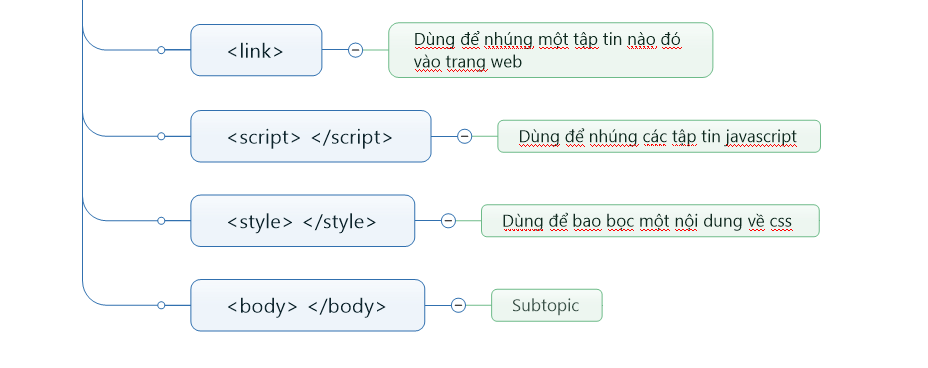 <link>
Dùng để nhúng một tập tin nào đó
vào trang web
<script> </script>
Dùng để nhúng các tập tin javascript
<style> </style>
Dùng để bao bọc một nội dung về css
<body> </body>
Subtopic